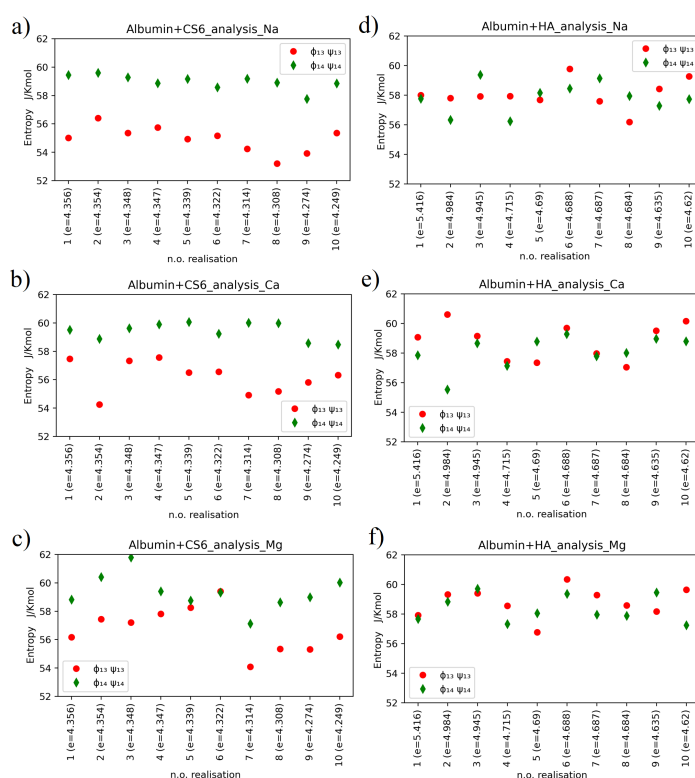 a)
Albumin+CS6_analysis_Na
Entropy J/Kmol
62
60
58
56
54
52
ϕ₁₃ ψ₁₃
ϕ₁₄ ψ₁₄
1 (e=4.356)
2 (e=4.354)
3 (e=4.348)
4 (e=4.347)
5 (e=4.339)
6 (e=4.322)
7 (e=4.314)
8 (e=4.308)
9 (e=4.274)
10 (e=4.249)
n.o. realisation
d)
Albumin+HA_analysis_Na
Entropy J/Kmol
62
60
58
56
54
52
ϕ₁₃ ψ₁₃
ϕ₁₄ ψ₁₄
1 (e=5.416)
2 (e=4.984)
3 (e=4.945)
4 (e=4.715)
5 (e=4.69)
6 (e=4.688)
7 (e=4.687)
8 (e=4.684)
9 (e=4.635)
10 (e=4.62)
n.o. realisation
b)
Albumin+CS6_analysis_Ca
Entropy J/Kmol
62
60
58
56
54
52
ϕ₁₃ ψ₁₃
ϕ₁₄ ψ₁₄
1 (e=4.356)
2 (e=4.354)
3 (e=4.348)
4 (e=4.347)
5 (e=4.339)
6 (e=4.322)
7 (e=4.314)
8 (e=4.308)
9 (e=4.274)
10 (e=4.249)
n.o. realisation
e)
Albumin+HA_analysis_Ca
Entropy J/Kmol
62
60
58
56
54
52
ϕ₁₃ ψ₁₃
ϕ₁₄ ψ₁₄
1 (e=5.416)
2 (e=4.984)
3 (e=4.945)
4 (e=4.715)
5 (e=4.69)
6 (e=4.688)
7 (e=4.687)
8 (e=4.684)
9 (e=4.635)
10 (e=4.62)
n.o. realisation
c)
Albumin+CS6_analysis_Mg
Entropy J/Kmol
62
60
58
56
54
52
ϕ₁₃ ψ₁₃
ϕ₁₄ ψ₁₄
1 (e=4.356)
2 (e=4.354)
3 (e=4.348)
4 (e=4.347)
5 (e=4.339)
6 (e=4.322)
7 (e=4.314)
8 (e=4.308)
9 (e=4.274)
10 (e=4.249)
n.o. realisation
f)
Albumin+HA_analysis_Mg
Entropy J/Kmol
62
60
58
56
54
52
ϕ₁₃ ψ₁₃
ϕ₁₄ ψ₁₄
1 (e=5.416)
2 (e=4.984)
3 (e=4.945)
4 (e=4.715)
5 (e=4.69)
6 (e=4.688)
7 (e=4.687)
8 (e=4.684)
9 (e=4.635)
10 (e=4.62)
n.o. realisation